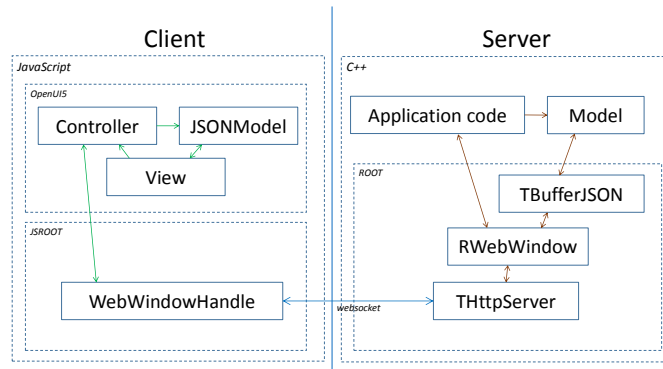 Client
Server
JavaScript
C++
OpenUI5
Controller
JSONModel
View
Application code
Model
ROOT
TBufferJSON
RWebWindow
JSROOT
WebWindowHandle
websocket
THttpServer